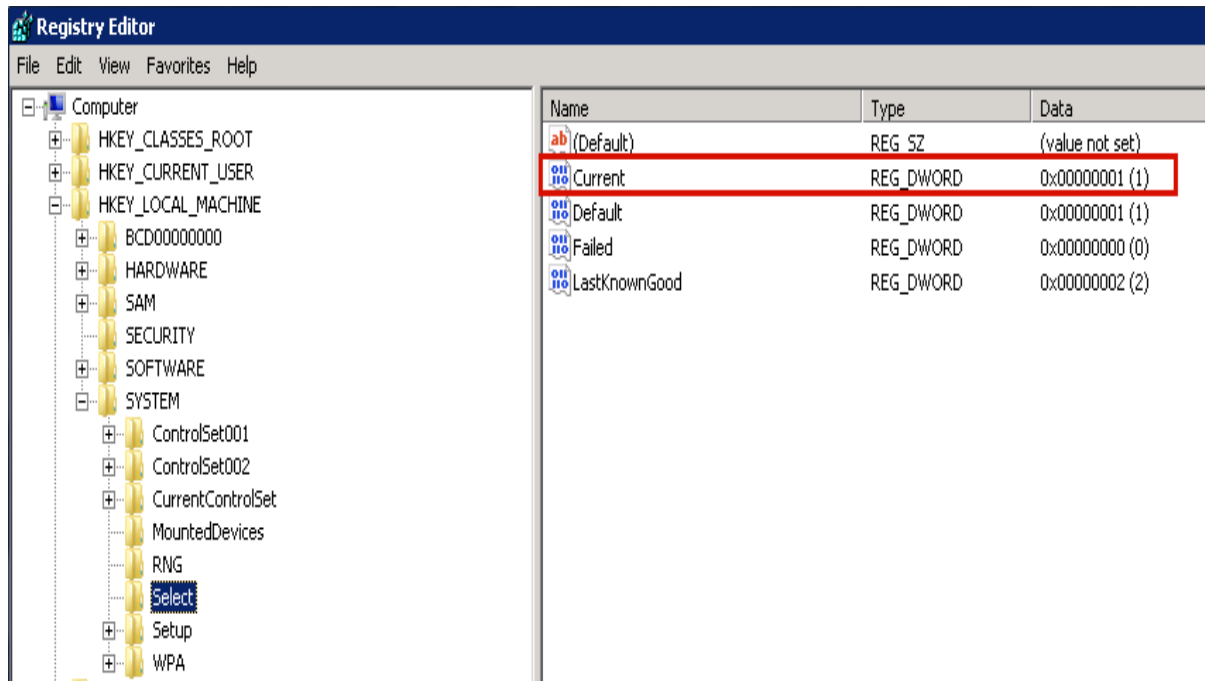 Registry Editor
File Edit View Favorites Help
Computer
HKEY_CLASSES_ROOT
HKEY_CURRENT_USER
HKEY_LOCAL_MACHINE
BCD00000000
HARDWARE
SAM
SECURITY
SOFTWARE
SYSTEM
ControlSet001
ControlSet002
CurrentControlSet
MountedDevices
RNG
Select
Setup
WPA
Name Type Data
(Default) REG_SZ (value not set)
Current REG_DWORD 0x00000001 (1)
Default REG_DWORD 0x00000001 (1)
Failed REG_DWORD 0x00000000 (0)
LastKnownGood REG_DWORD 0x00000002 (2)